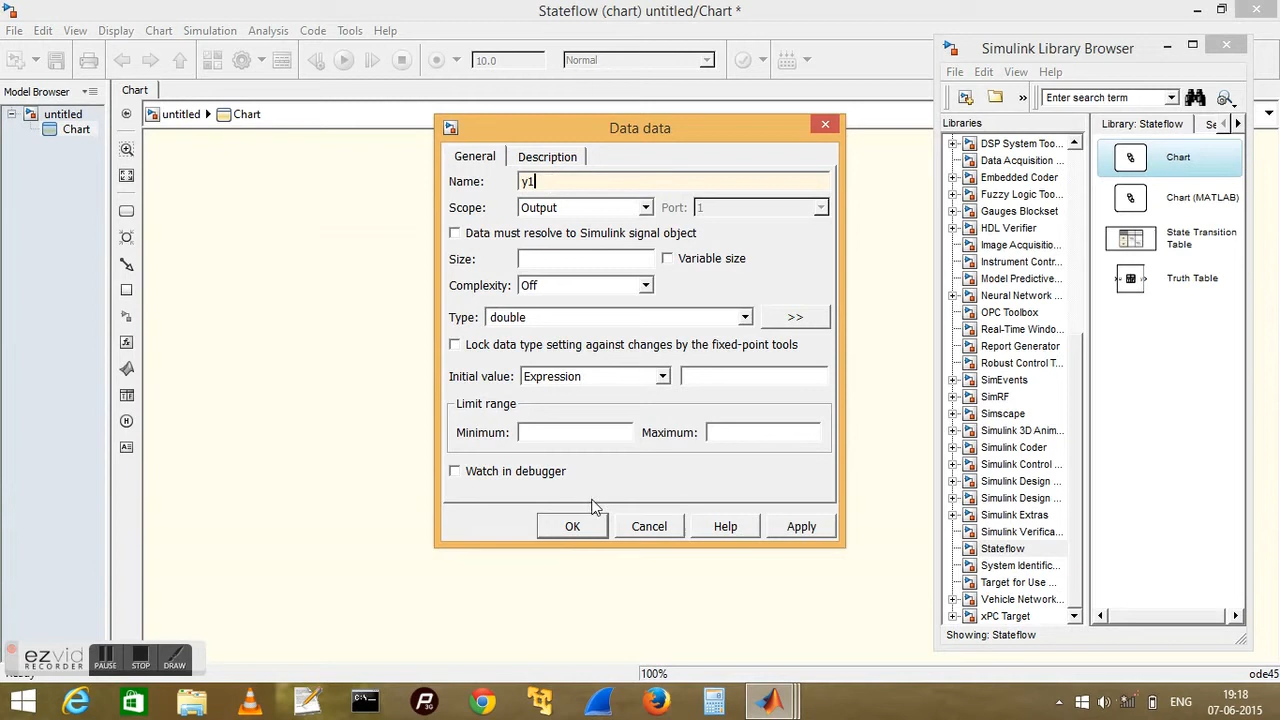 Stateflow (chart) untitled/Chart *
File Edit View Display Chart Simulation Analysis Code Tools Help
10.0 Normal
Model Browser
untitled
Chart
Chart
untitled Chart
Data data
General Description
Name: y1
Scope: Output Port: 1
Data must resolve to Simulink signal object
Size: Variable size
Complexity: Off
Type: double >>
Lock data type setting against changes by the fixed-point tools
Initial value: Expression
Limit range
Minimum: Maximum:
Watch in debugger
OK Cancel Help Apply
Simulink Library Browser
File Edit View Help
» Enter search term
Libraries Library: Stateflow Se
DSP System Too...
Data Acquisition ...
Embedded Coder
Fuzzy Logic Too...
Gauges Blockset
HDL Verifier
Image Acquisitio...
Instrument Contr...
Model Predictive...
Neural Network ...
OPC Toolbox
Real-Time Windo...
Report Generator
Robust Control T...
SimEvents
SimRF
Simscape
Simulink 3D Anim...
Simulink Coder
Simulink Control ...
Simulink Design ...
Simulink Design ...
Simulink Extras
Simulink Verifica...
Stateflow
System Identific...
Target for Use ...
Vehicle Network...
xPC Target
Chart
Chart (MATLAB)
State Transition
Table
Truth Table
Showing: Stateflow
ezvid
RECORDER
PAUSE STOP DRAW
Ready
100%
ode45
ENG
19:18
07-06-2015